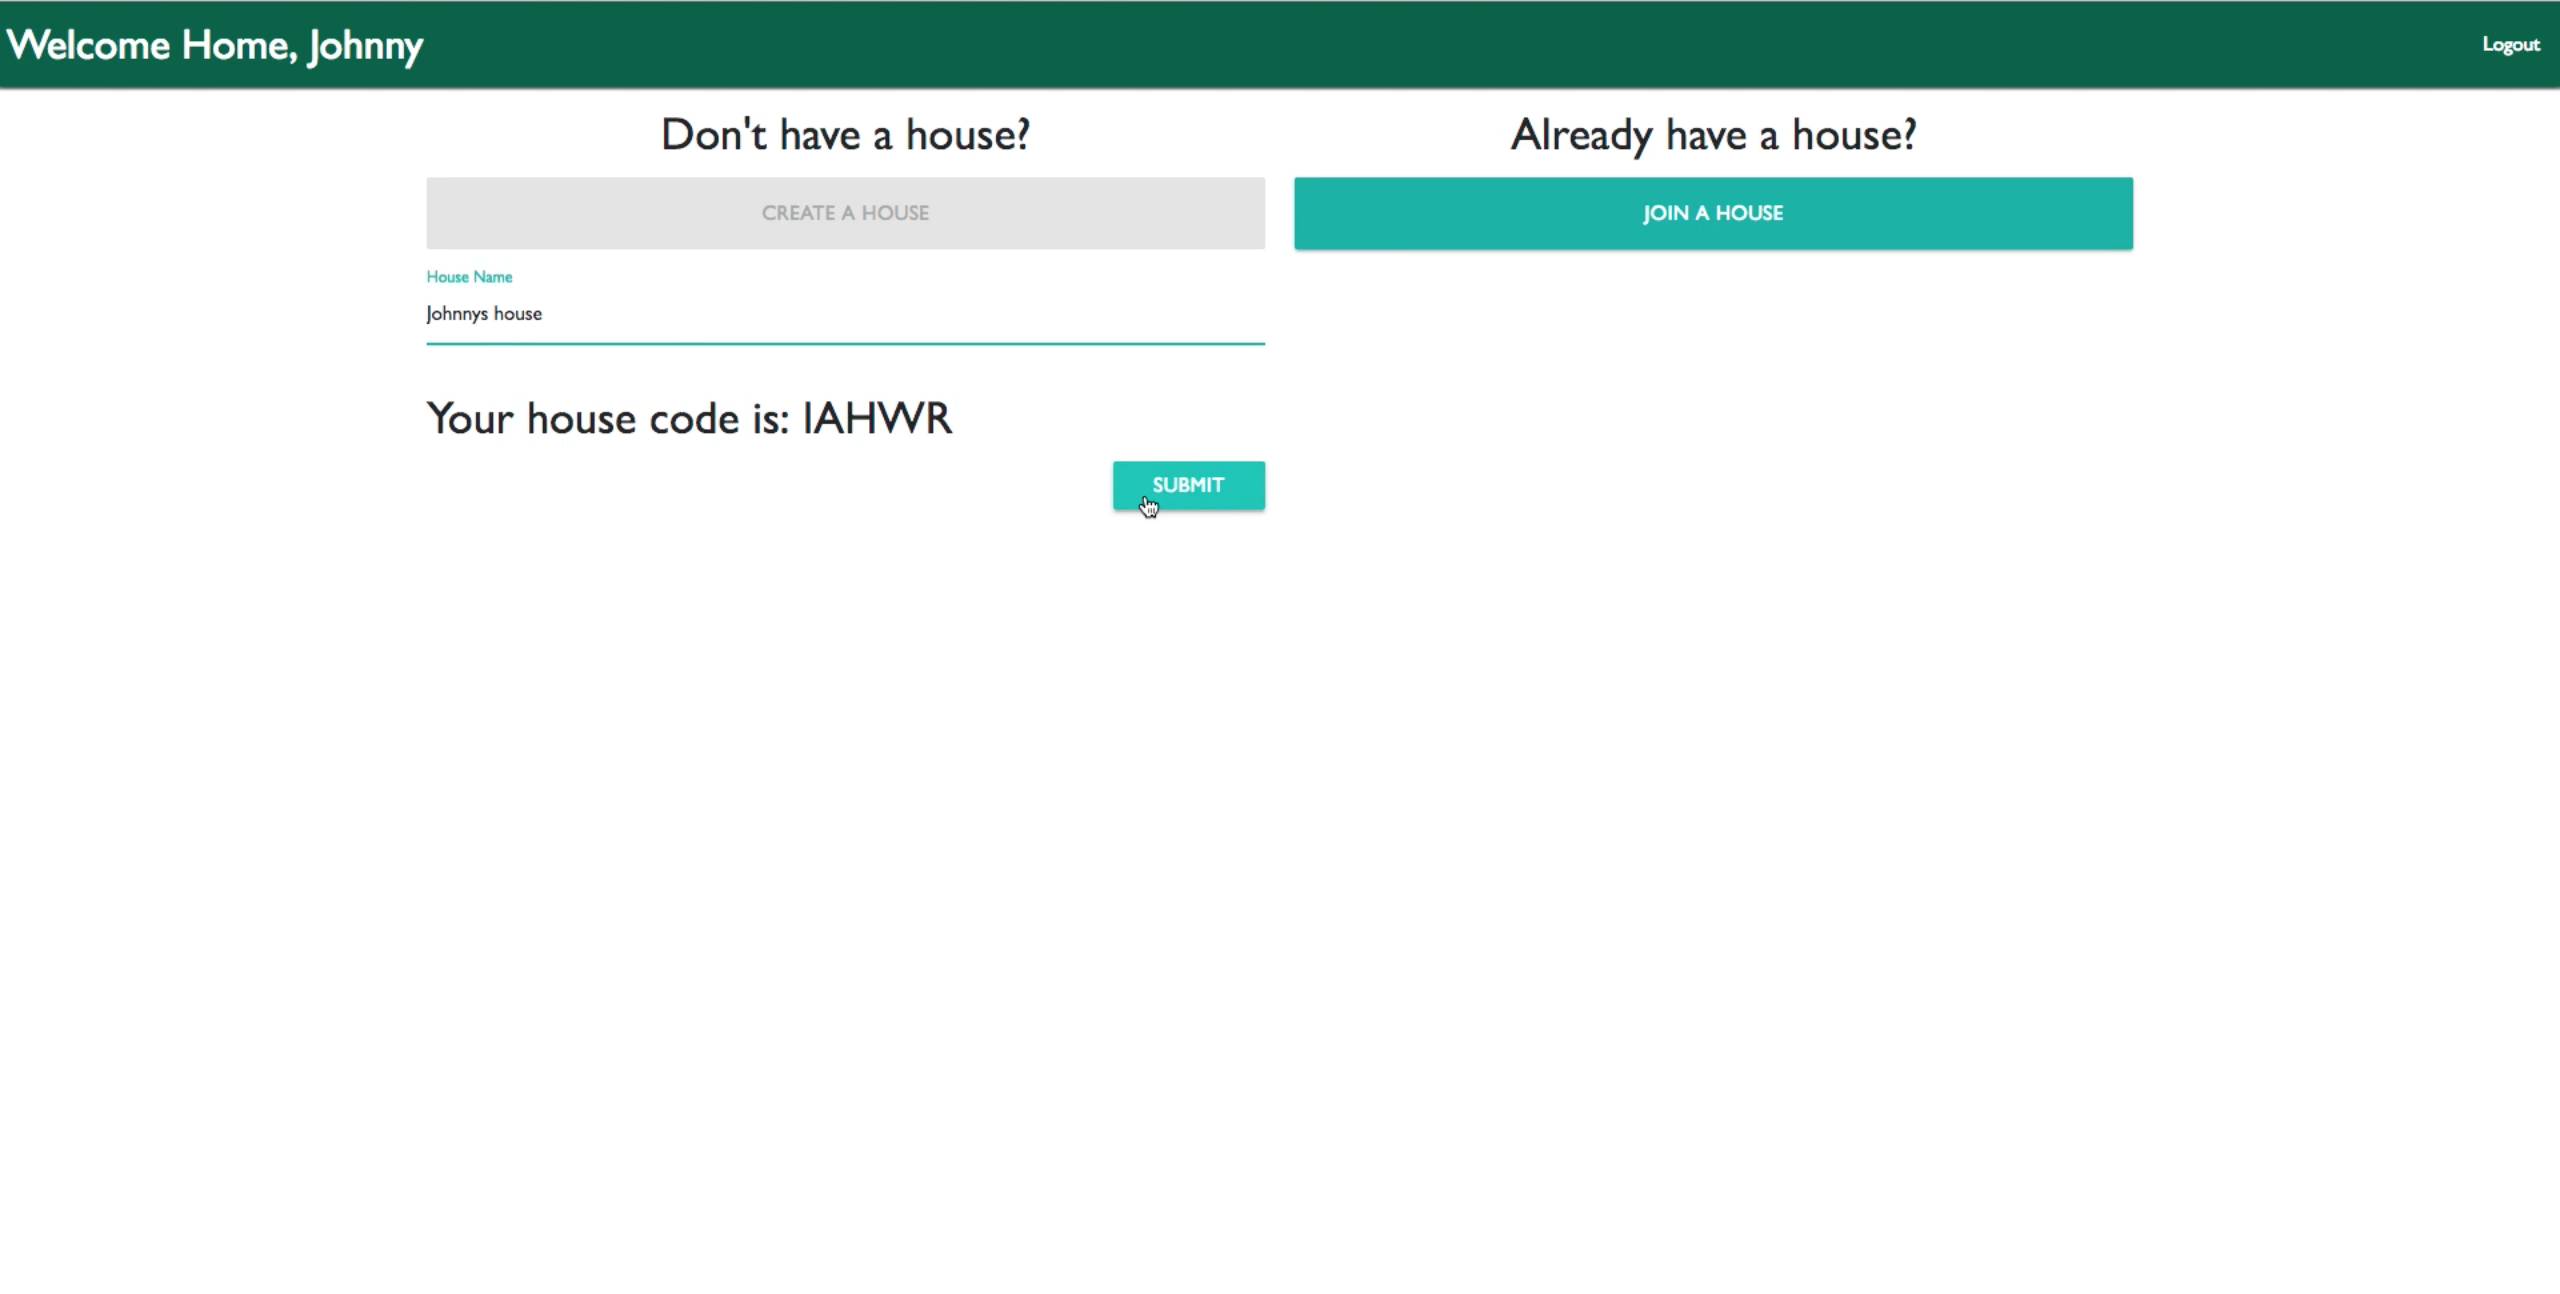 Welcome Home, Johnny
Logout
Don't have a house?
CREATE A HOUSE
House Name
Johnnys house
Your house code is: IAHWR
SUBMIT
Already have a house?
JOIN A HOUSE